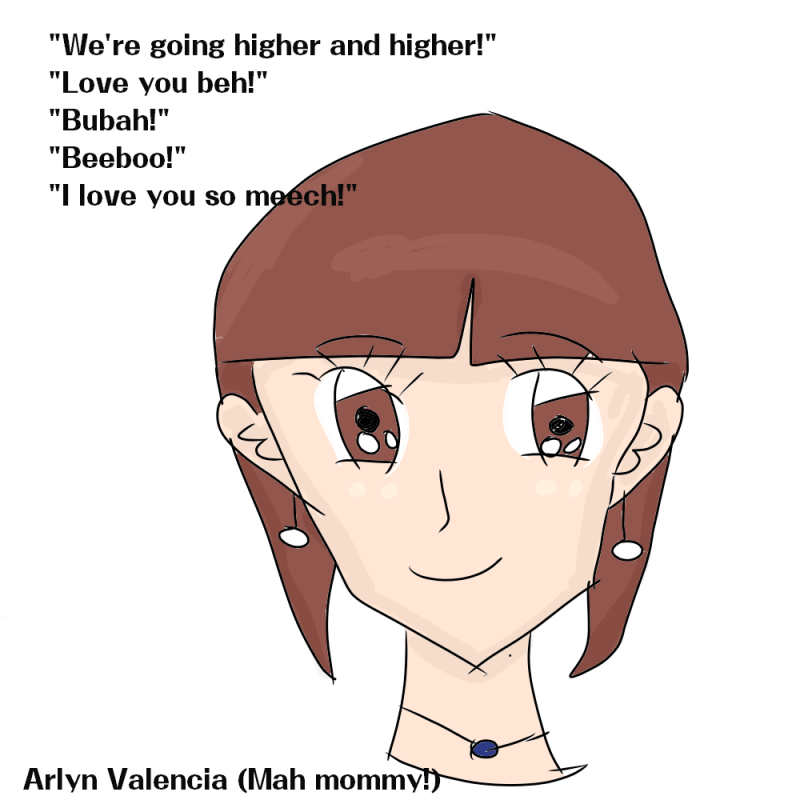 "We're going higher and higher!"
"Love you beh!"
"Bubah!"
"Beeboo!"
"I love you so meech!"
Arlyn Valencia (Mah mommy!)